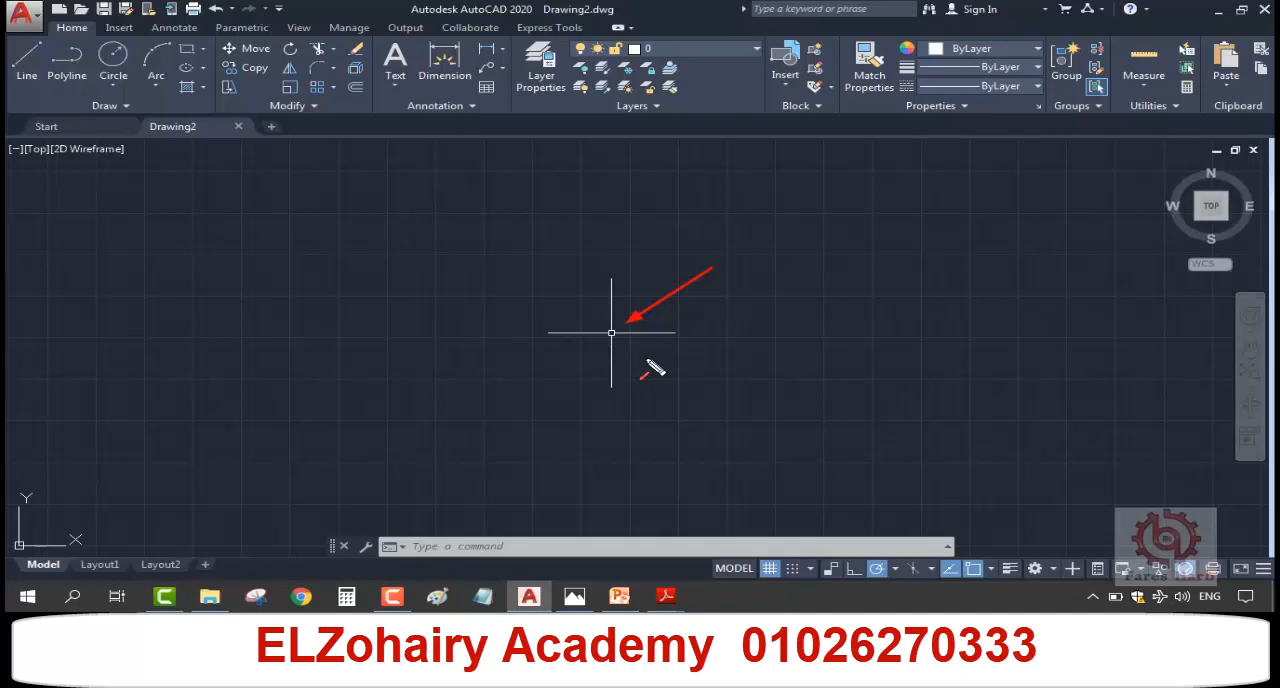 Autodesk AutoCAD 2020 Drawing2.dwg
Type a keyword or phrase
Sign In
Home Insert Annotate Parametric View Manage Output Collaborate Express Tools
Line Polyline Circle Arc
Move
Copy
Text Dimension
Layer Properties
0
Insert
Match Properties
ByLayer
ByLayer
ByLayer
Group
Measure
Paste
Draw Modify Annotation Layers Block Properties Groups Utilities Clipboard
Start Drawing2
[−][Top][2D Wireframe]
N
W TOP E
S
WCS
Y
X
Type a command
Model Layout1 Layout2
MODEL
Fares Harb
ENG
ELZohairy Academy 01026270333